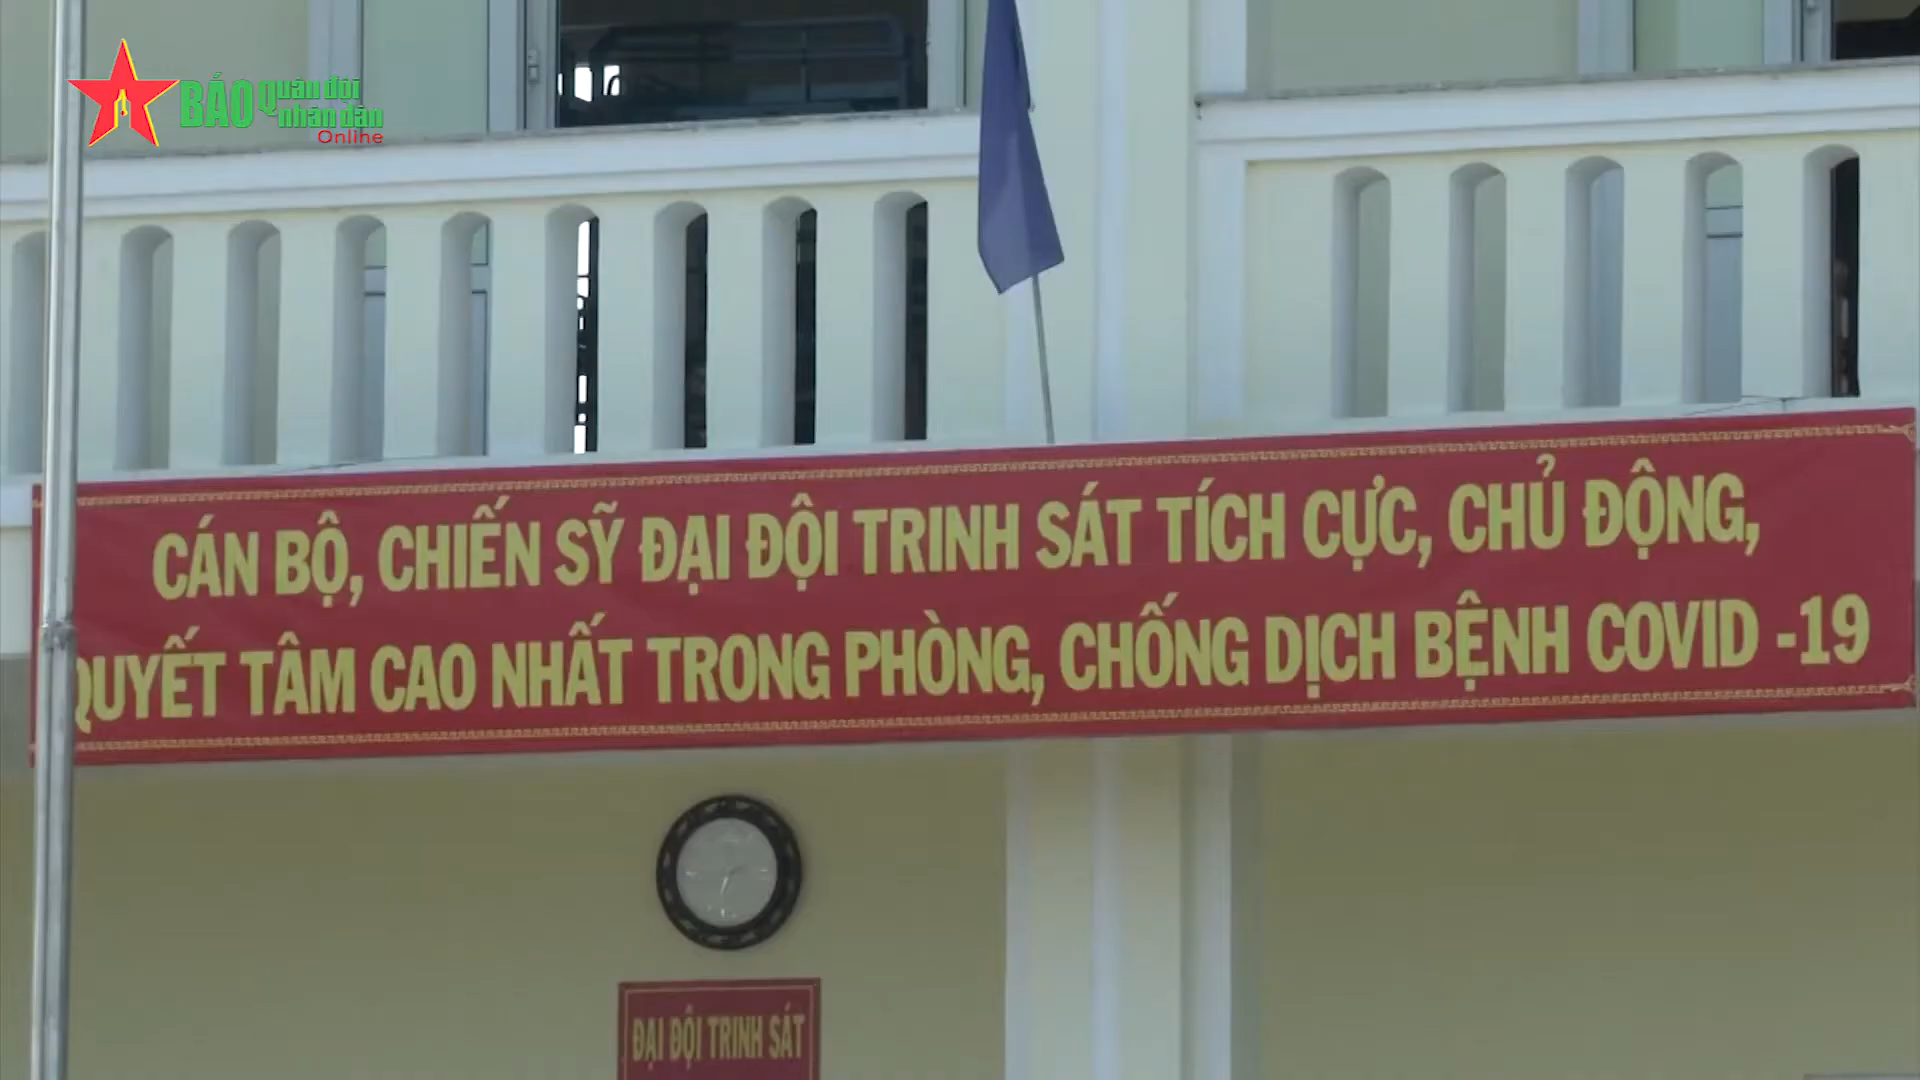 BÁO Quân đội
nhân dân
Online
CÁN BỘ, CHIẾN SỸ ĐẠI ĐỘI TRINH SÁT TÍCH CỰC, CHỦ ĐỘNG,
QUYẾT TÂM CAO NHẤT TRONG PHÒNG, CHỐNG DỊCH BỆNH COVID -19
ĐẠI ĐỘI TRINH SÁT